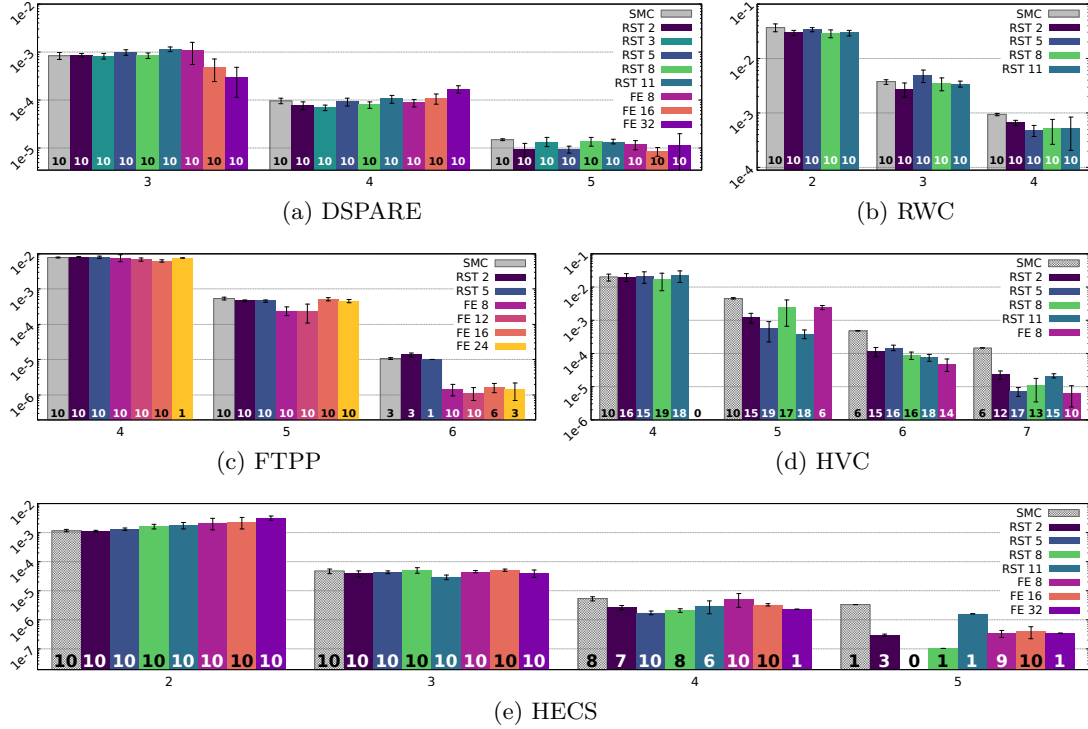 1e-2
1e-3
1e-4
1e-5
SMC
RST 2
RST 3
RST 5
RST 8
RST 11
FE 8
FE 16
FE 32
10 10 10 10 10 10 10 10 10
10 10 10 10 10 10 10 10 10
10 10 10 10 10 10 10 10 10
3 4 5
(a) DSPARE
1e-1
1e-2
1e-3
1e-4
SMC
RST 2
RST 5
RST 8
RST 11
10 10 10 10 10
10 10 10 10 10
10 10 10 10 10
2 3 4
(b) RWC
1e-2
1e-3
1e-4
1e-5
1e-6
SMC
RST 2
RST 5
FE 8
FE 12
FE 16
FE 24
10 10 10 10 10 10 1
10 10 10 10 10 10 10
3 3 1 10 10 6 3
4 5 6
(c) FTPP
1e-1
1e-2
1e-3
1e-4
1e-5
1e-6
SMC
RST 2
RST 5
RST 8
RST 11
FE 8
10 16 15 19 18 0
10 15 19 17 18 6
6 15 16 16 18 14
6 12 17 13 15 10
4 5 6 7
(d) HVC
1e-2
1e-3
1e-4
1e-5
1e-6
1e-7
SMC
RST 2
RST 5
RST 8
RST 11
FE 8
FE 16
FE 32
10 10 10 10 10 10 10 10
10 10 10 10 10 10 10 10
8 7 10 8 6 10 10 1
1 3 0 1 1 9 10 1
2 3 4 5
(e) HECS